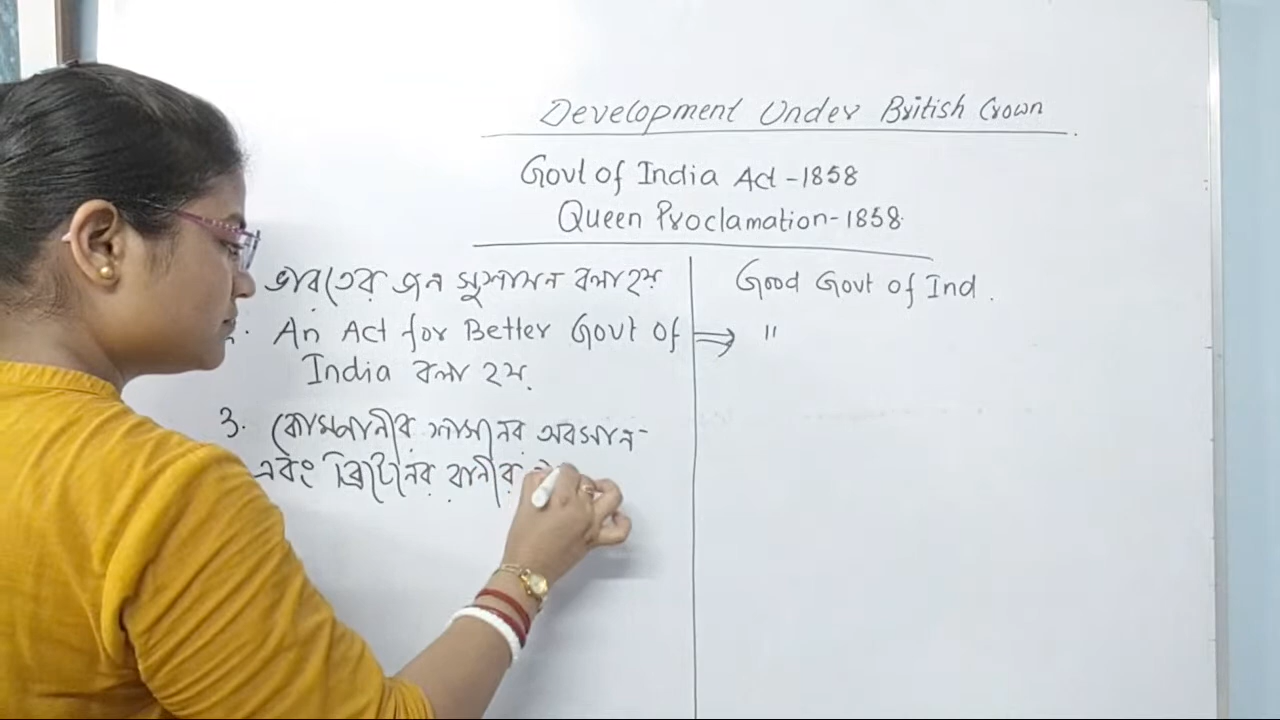 Development Under British Crown
Govt of India Act - 1858
Queen Proclamation - 1858
ভারতের জন সুশাসন বলা হয়
Good Govt of Ind.
An Act for Better Govt of ⇒ "
India বলা হয়.
3. কোম্পানীর শাসনের অবসান
এবং ব্রিটেনের রানীর